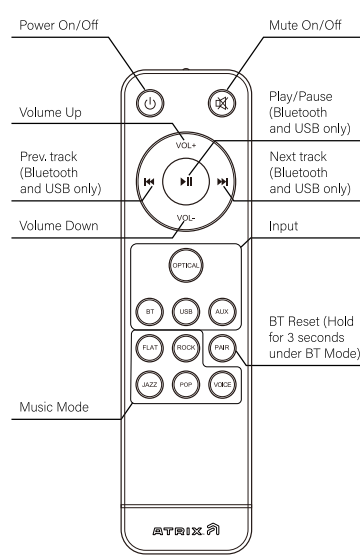 Power On/Off
Mute On/Off
Volume Up
Play/Pause
(Bluetooth
and USB only)
VOL+
Prev. track
(Bluetooth
and USB only)
Next track
(Bluetooth
and USB only)
Volume Down
VOL-
Input
OPTICAL
BT
USB
AUX
BT Reset (Hold
for 3 seconds
under BT Mode)
FLAT
ROCK
PAIR
JAZZ
POP
VOICE
Music Mode
ATRIX